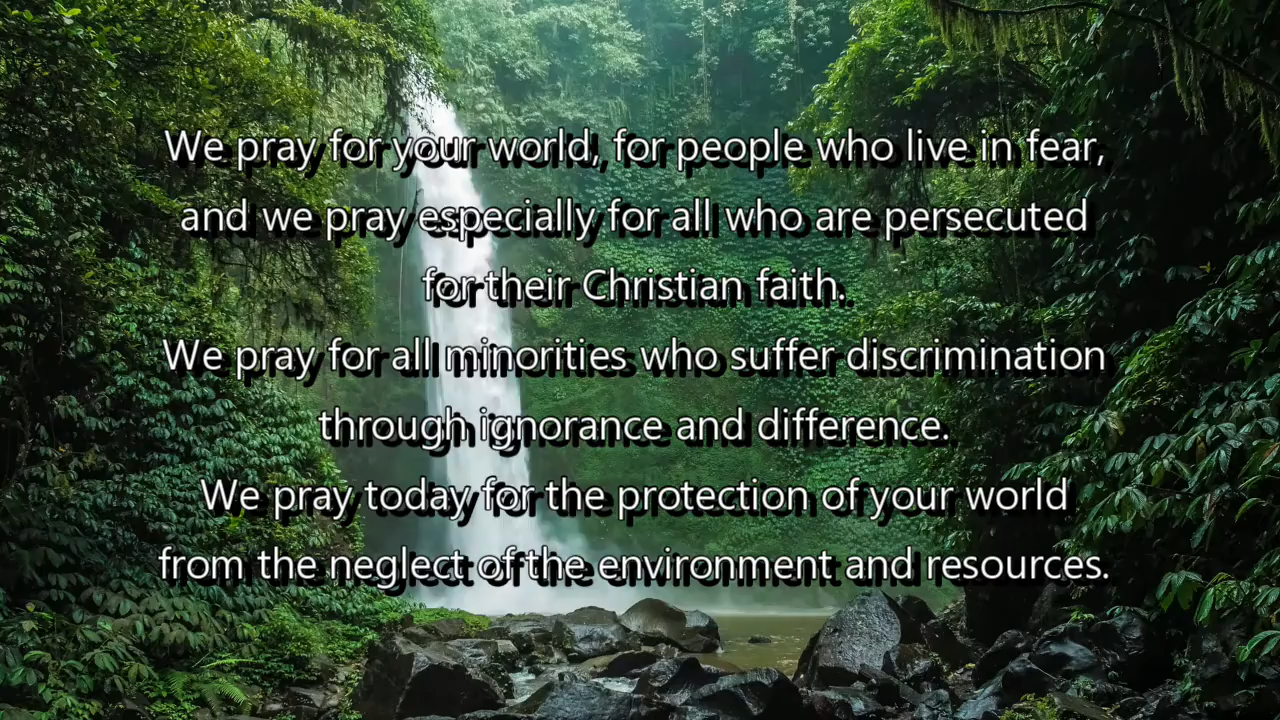 We pray for your world, for people who live in fear,
and we pray especially for all who are persecuted
for their Christian faith.
We pray for all minorities who suffer discrimination
through ignorance and difference.
We pray today for the protection of your world
from the neglect of the environment and resources.